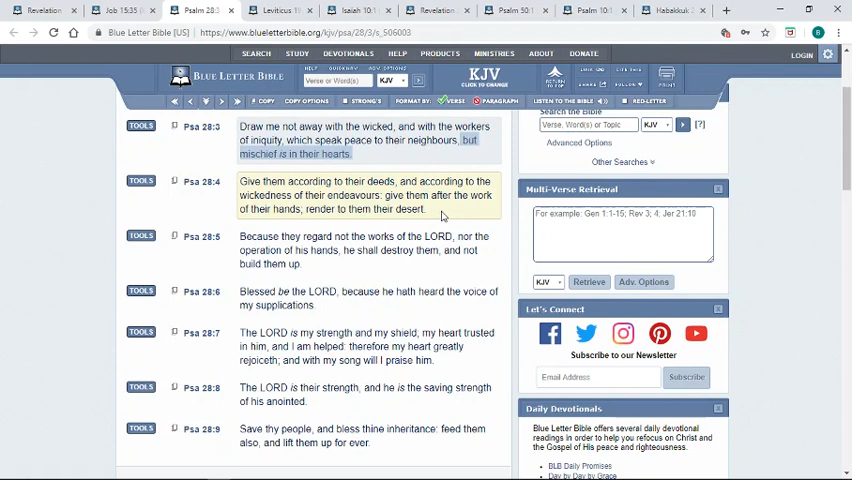 Revelation
Job 15:35 (K
Psalm 28:3
Leviticus 19
Isaiah 10:1
Revelation
Psalm 50:1
Psalm 10:
Habakkuk
Blue Letter Bible [US]
https://www.blueletterbible.org/kjv/psa/28/3/s_506003
SEARCH STUDY DEVOTIONALS HELP PRODUCTS MINISTRIES ABOUT DONATE
LOGIN
BLUE LETTER BIBLE
Verse or Word(s)
KJV
KJV
CLICK TO CHANGE
RETURN
TO TOP
PRINT
COPY COPY OPTIONS STRONG'S FORMAT BY: VERSE PARAGRAPH LISTEN TO THE BIBLE RED-LETTER
TOOLS Psa 28:3 Draw me not away with the wicked, and with the workers
of iniquity, which speak peace to their neighbours, but
mischief is in their hearts.
TOOLS Psa 28:4 Give them according to their deeds, and according to the
wickedness of their endeavours: give them after the work
of their hands; render to them their desert.
TOOLS Psa 28:5 Because they regard not the works of the LORD, nor the
operation of his hands, he shall destroy them, and not
build them up.
TOOLS Psa 28:6 Blessed be the LORD, because he hath heard the voice of
my supplications.
TOOLS Psa 28:7 The LORD is my strength and my shield; my heart trusted
in him, and I am helped: therefore my heart greatly
rejoiceth; and with my song will I praise him.
TOOLS Psa 28:8 The LORD is their strength, and he is the saving strength
of his anointed.
TOOLS Psa 28:9 Save thy people, and bless thine inheritance: feed them
also, and lift them up for ever.
Search the Bible
Verse, Word(s) or Topic
KJV
[?]
Advanced Options
Other Searches
Multi-Verse Retrieval
For example: Gen 1:1-15; Rev 3; 4; Jer 21:10
KJV Retrieve Adv. Options
Let's Connect
Subscribe to our Newsletter
Email Address Subscribe
Daily Devotionals
Blue Letter Bible offers several daily devotional
readings in order to help you refocus on Christ and
the Gospel of His peace and righteousness.
BLB Daily Promises
Day by Day by Grace